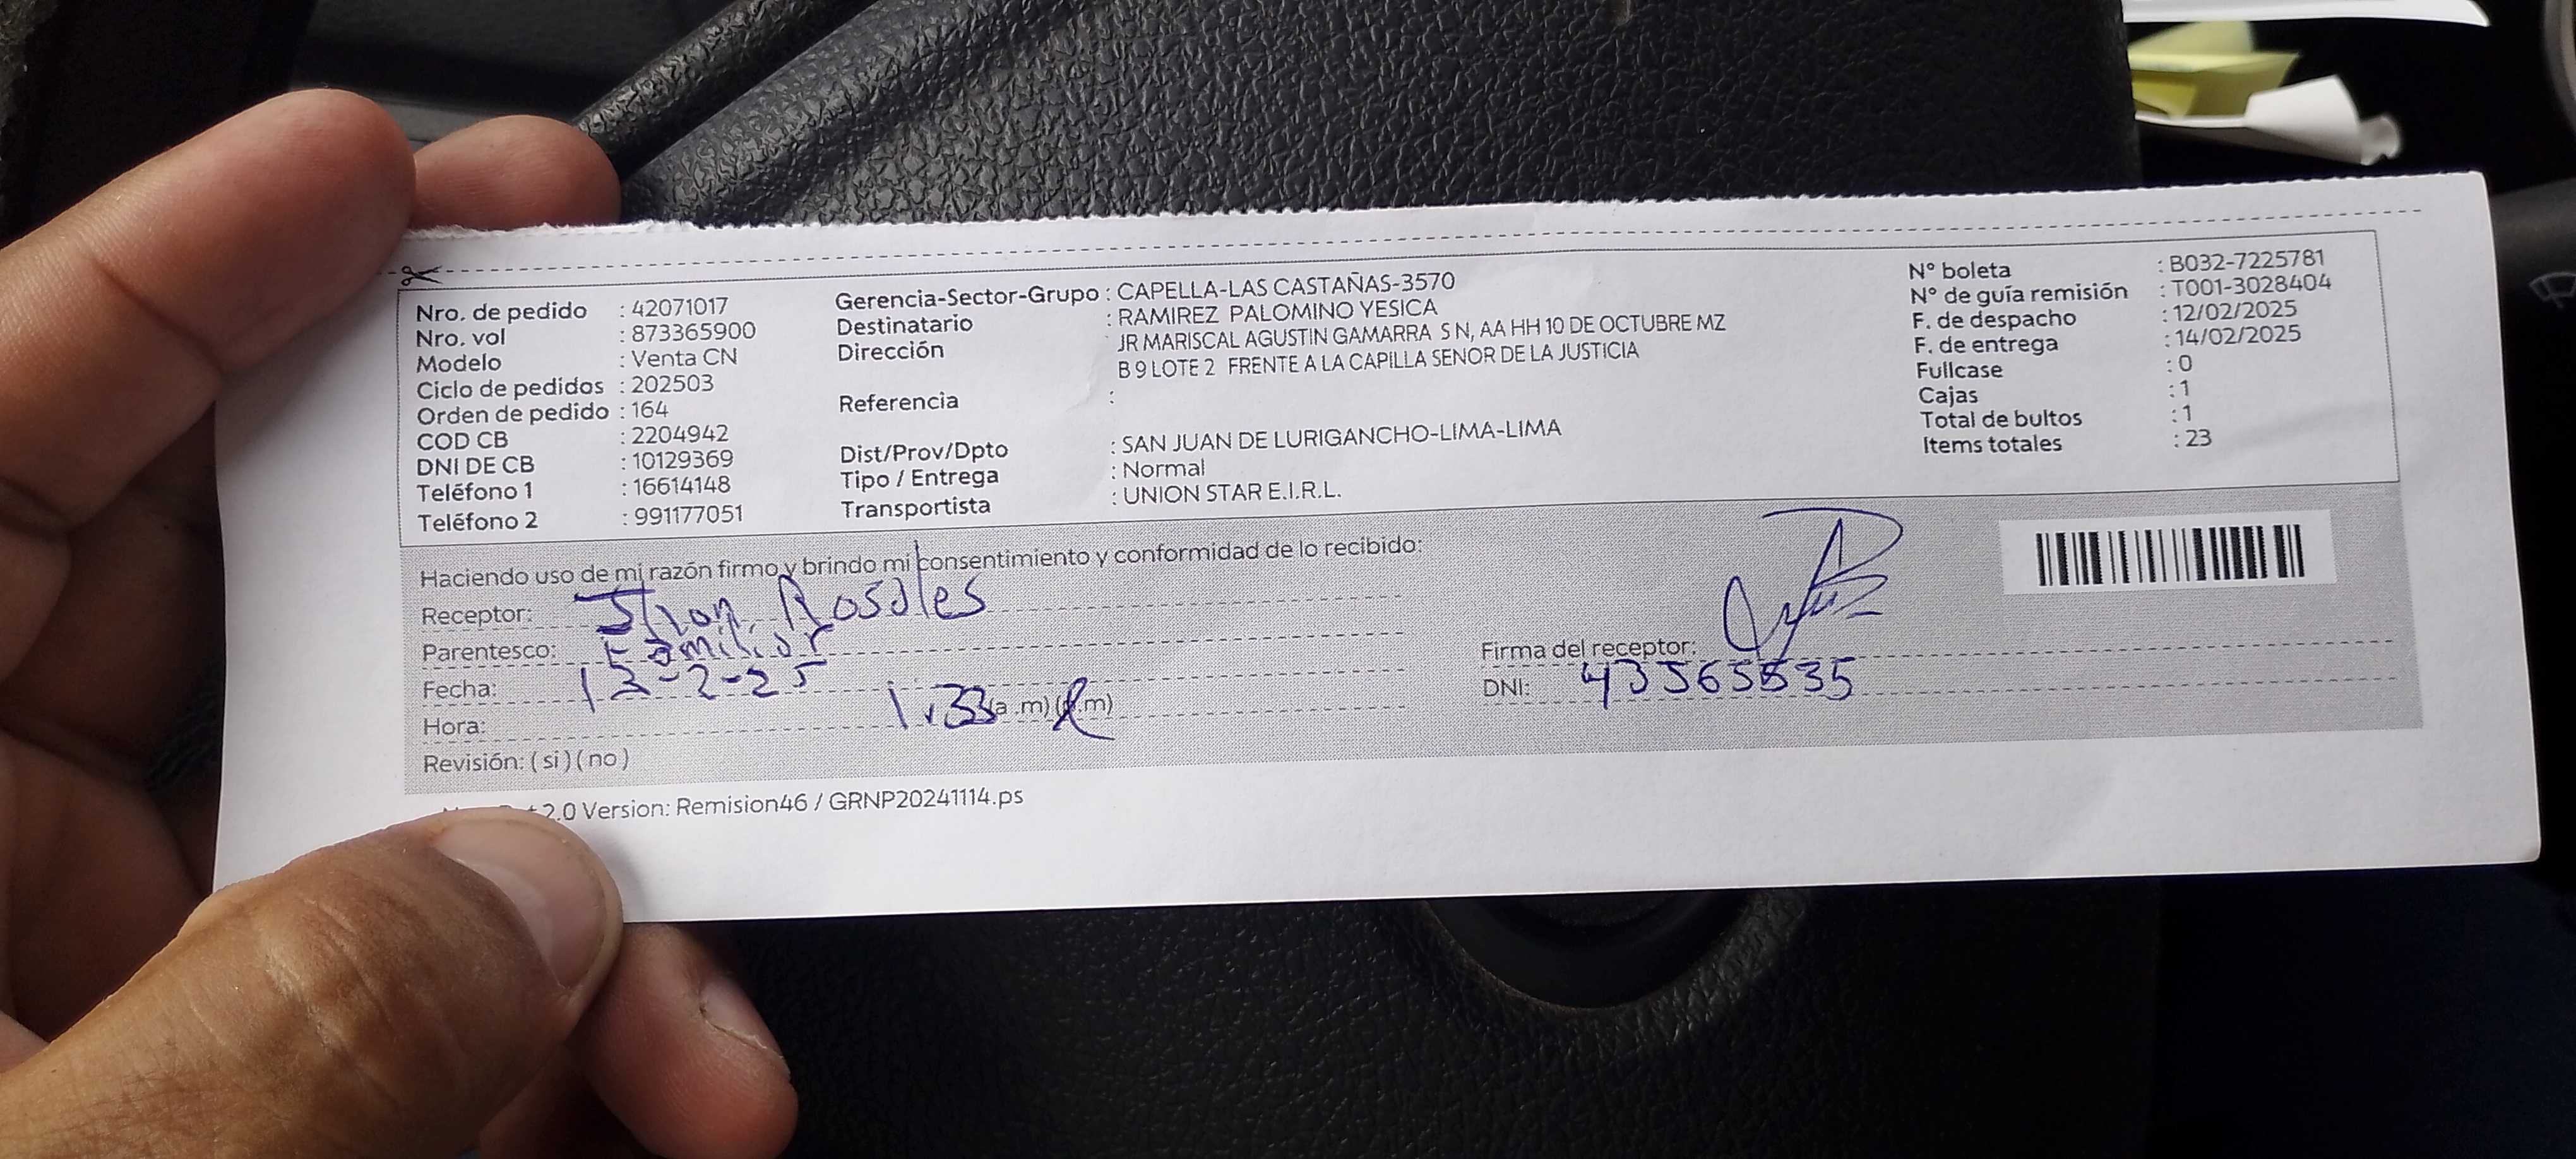 Nro. de pedido : 42071017
Nro. vol : 873365900
Modelo : Venta CN
Ciclo de pedidos : 202503
Orden de pedido : 164
COD CB : 2204942
DNI DE CB : 10129369
Teléfono 1 : 16614148
Teléfono 2 : 991177051
Gerencia-Sector-Grupo : CAPELLA-LAS CASTAÑAS-3570
Destinatario : RAMIREZ PALOMINO YESICA
Dirección JR MARISCAL AGUSTIN GAMARRA S N, AA HH 10 DE OCTUBRE MZ
B 9 LOTE 2 FRENTE A LA CAPILLA SENOR DE LA JUSTICIA
Referencia :
Dist/Prov/Dpto : SAN JUAN DE LURIGANCHO-LIMA-LIMA
Tipo / Entrega : Normal
Transportista : UNION STAR E.I.R.L.
N° boleta : B032-7225781
N° de guía remisión : T001-3028404
F. de despacho : 12/02/2025
F. de entrega : 14/02/2025
Fullcase : 0
Cajas : 1
Total de bultos : 1
Items totales : 23
Haciendo uso de mi razón firmo y brindo mi consentimiento y conformidad de lo recibido:
Receptor: Jhon Rosales
Parentesco: Familiar
Fecha: 13-2-25
Hora: 1:33 (a .m) (p.m)
Revisión: ( si ) ( no )
Firma del receptor:
DNI: 43565535
2.0 Version: Remision46 / GRNP20241114.ps